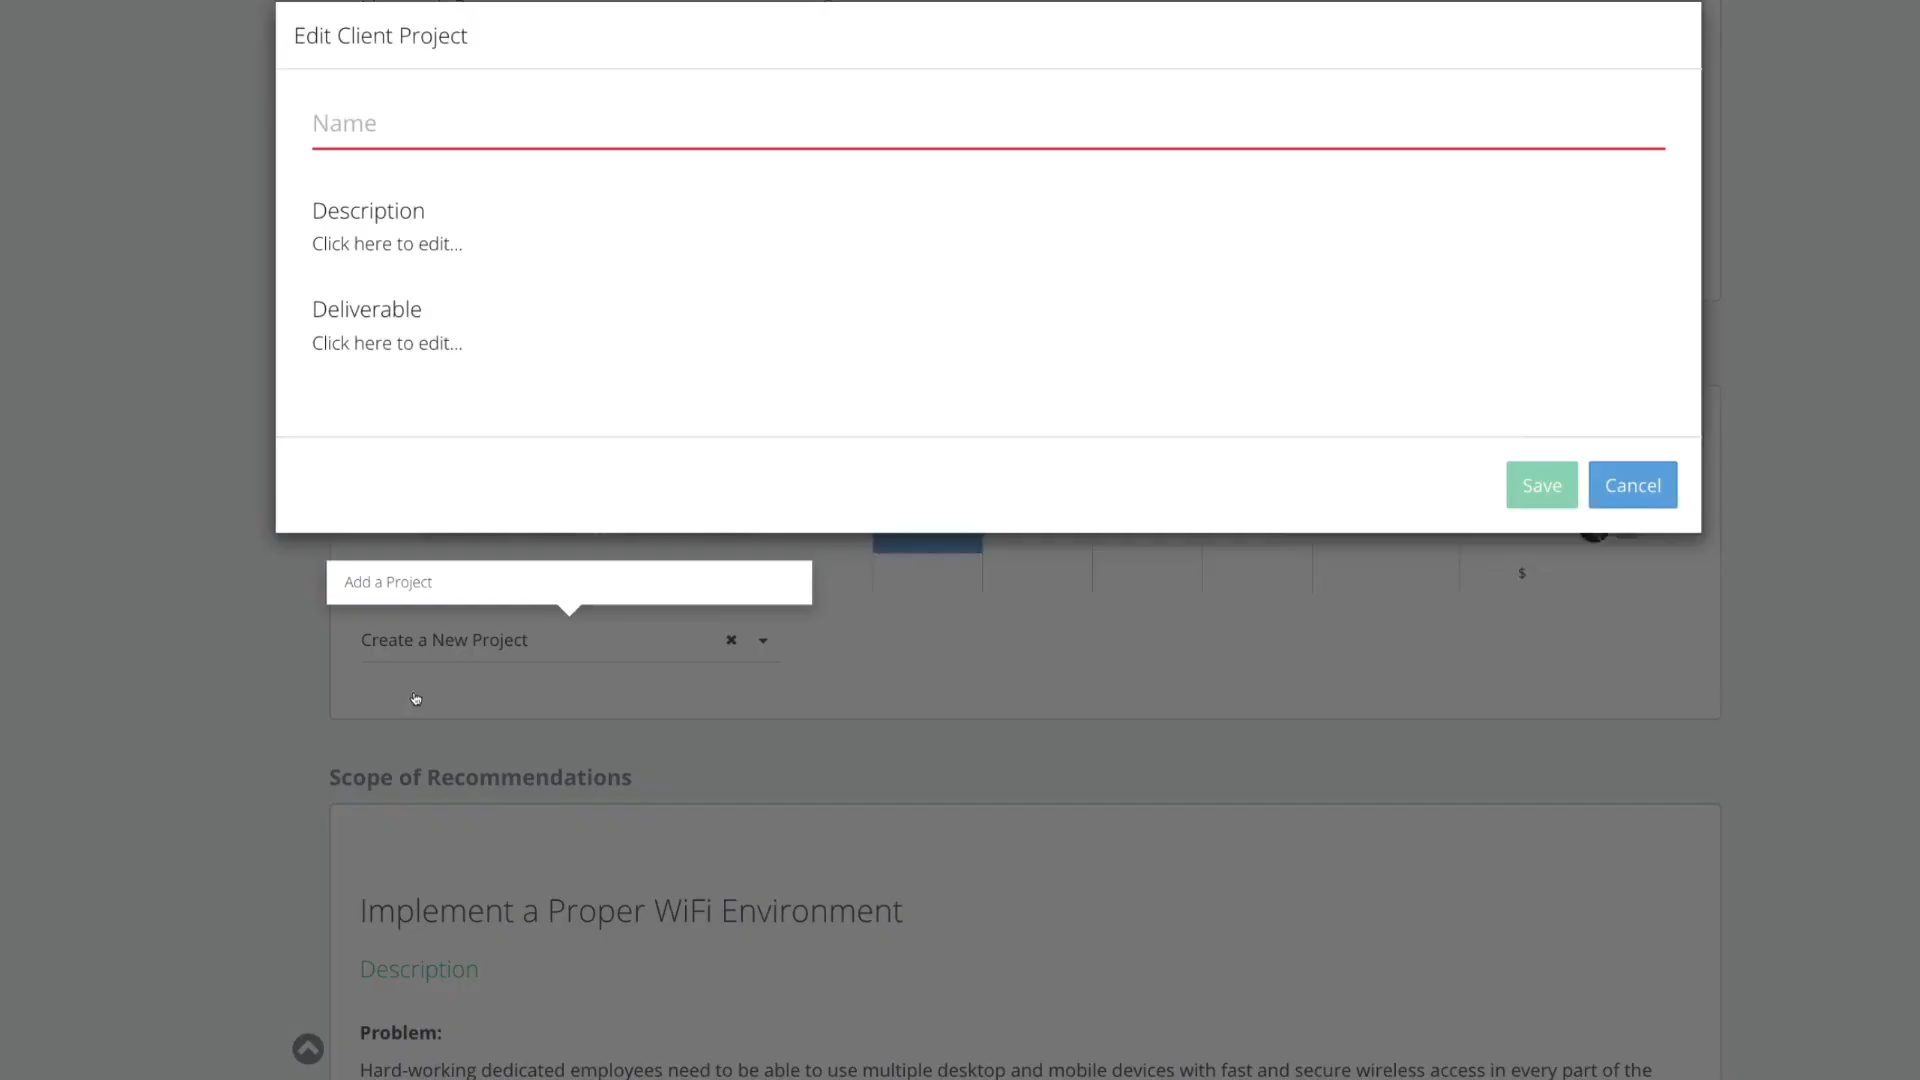 Edit Client Project
Name
Description
Click here to edit...
Deliverable
Click here to edit...
Save Cancel
Add a Project
$
Create a New Project
Scope of Recommendations
Implement a Proper WiFi Environment
Description
Problem:
Hard-working dedicated employees need to be able to use multiple desktop and mobile devices with fast and secure wireless access in every part of the